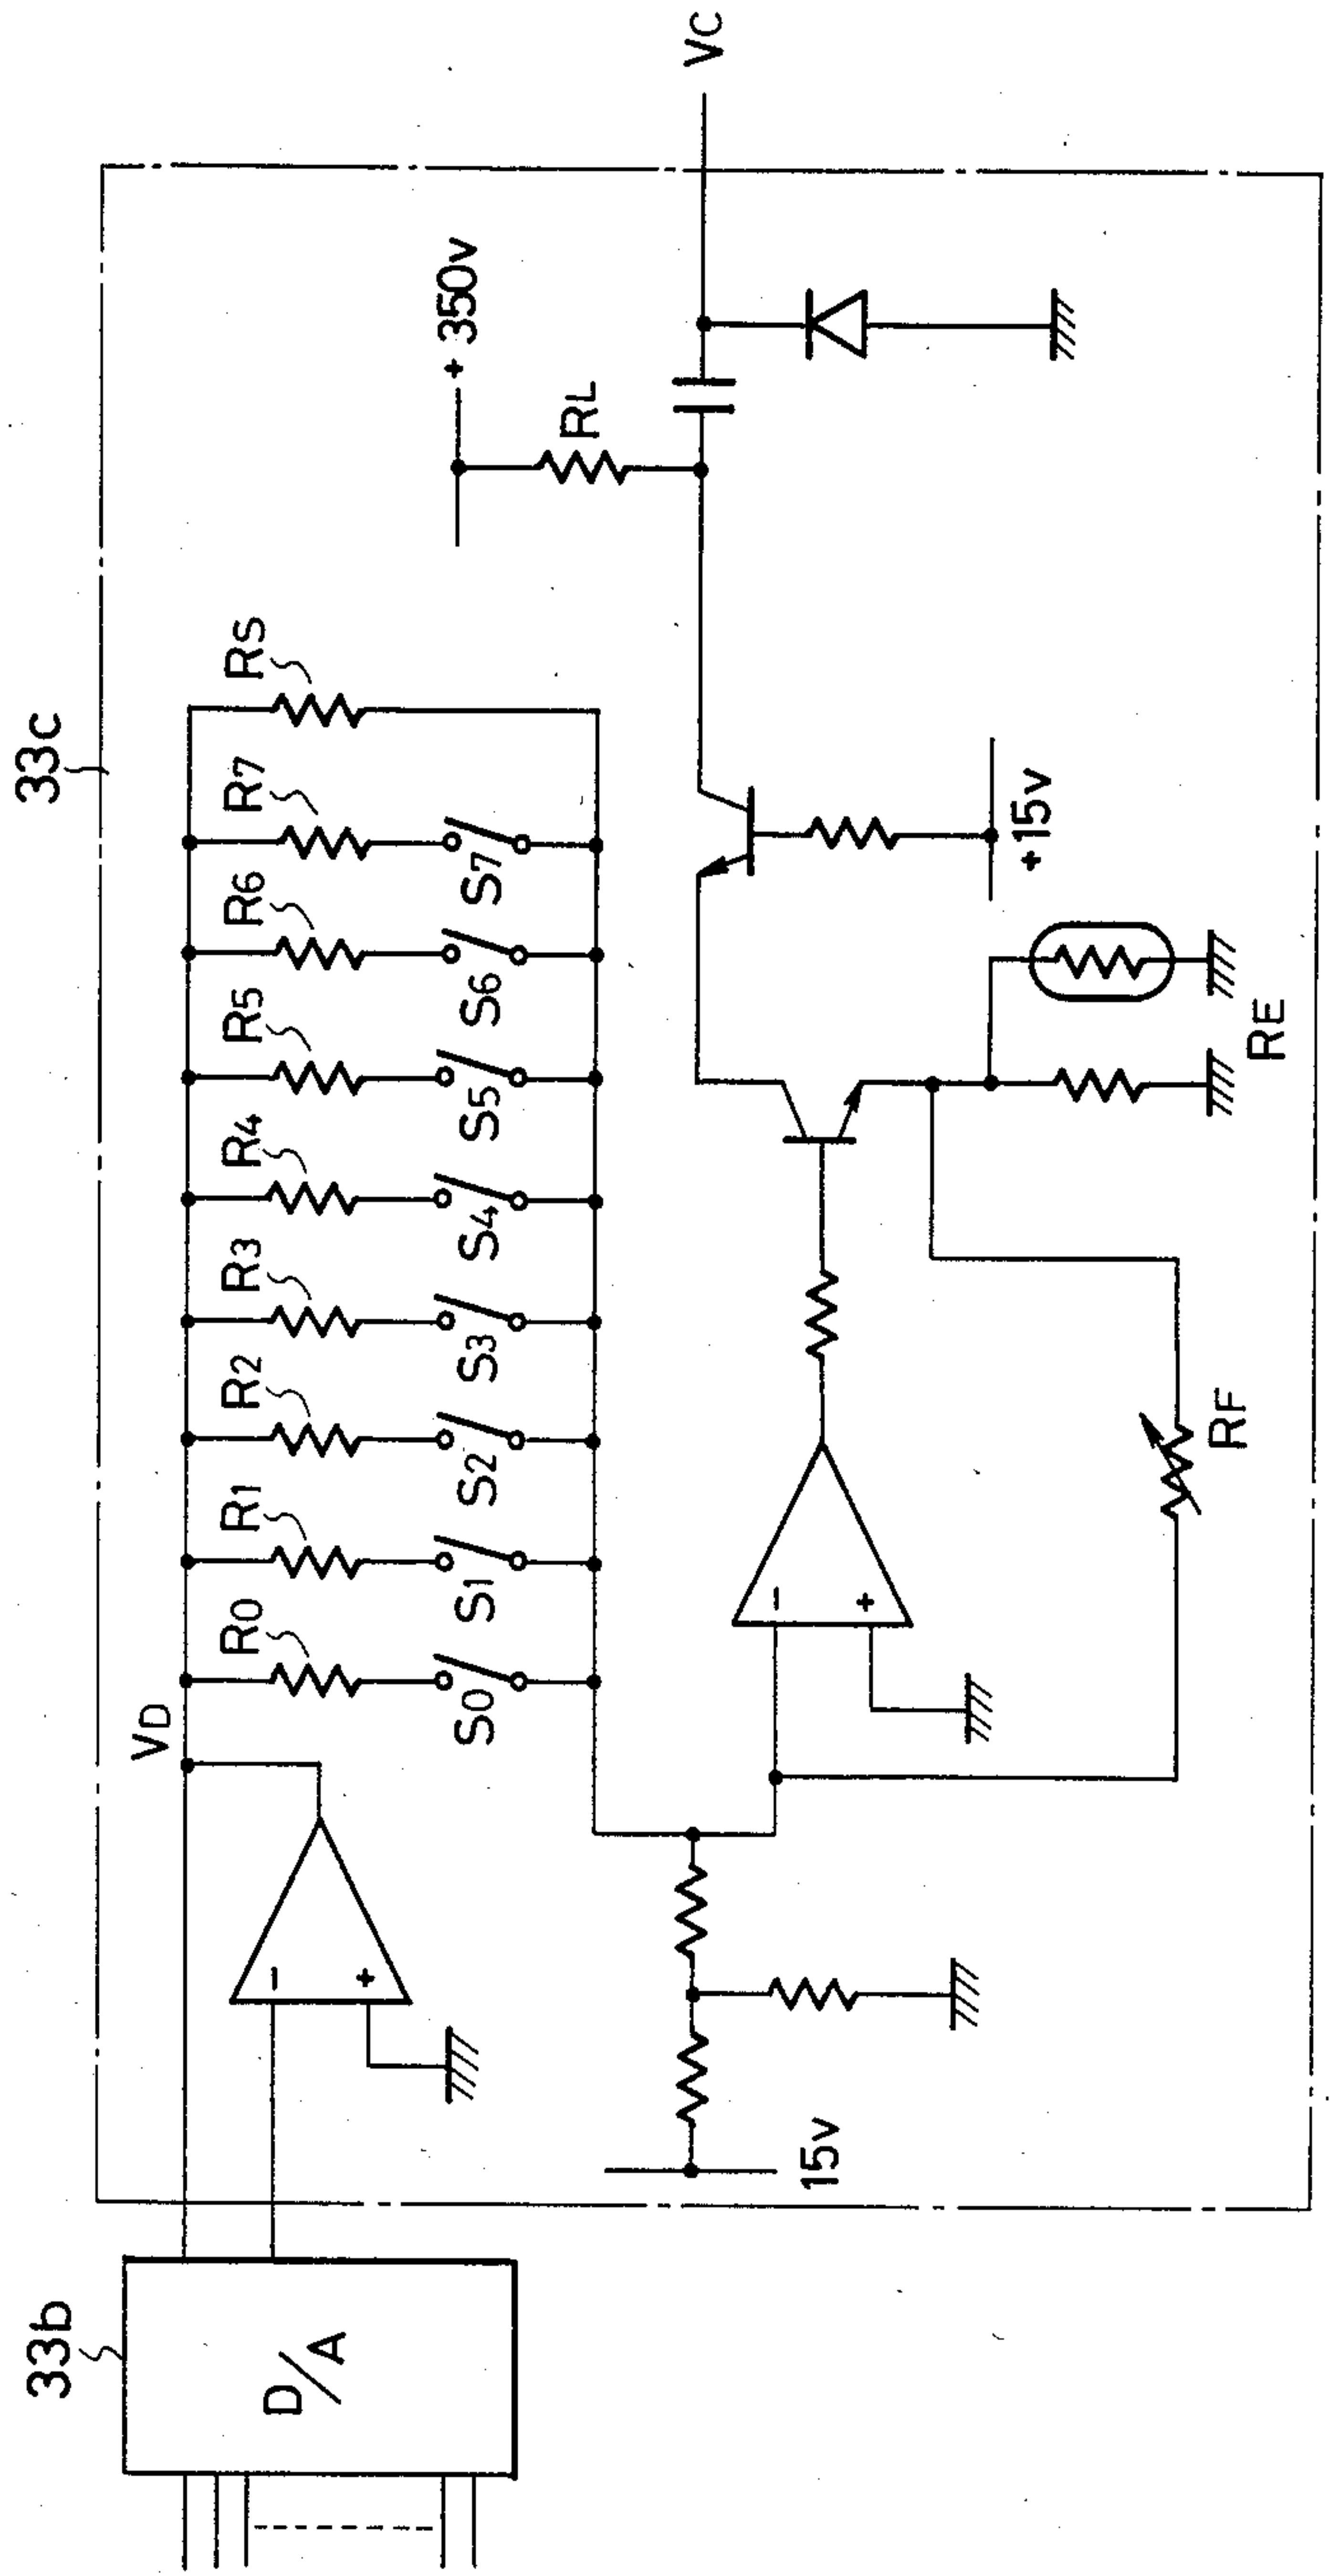 33b
D/A
33c
VD
R0
R1
R2
R3
R4
R5
R6
R7
RS
S0
S1
S2
S3
S4
S5
S6
S7
+350v
RL
VC
15v
-
+
-
+
RF
RE
+15v